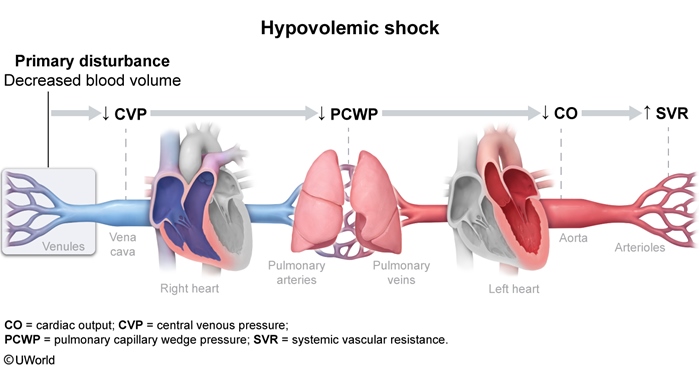 Hypovolemic shock
Primary disturbance
Decreased blood volume
↓ CVP
↓ PCWP
↓ CO
↑ SVR
Venules
Vena
cava
Right heart
Pulmonary
arteries
Pulmonary
veins
Left heart
Aorta
Arterioles
CO = cardiac output; CVP = central venous pressure;
PCWP = pulmonary capillary wedge pressure; SVR = systemic vascular resistance.
©UWorld